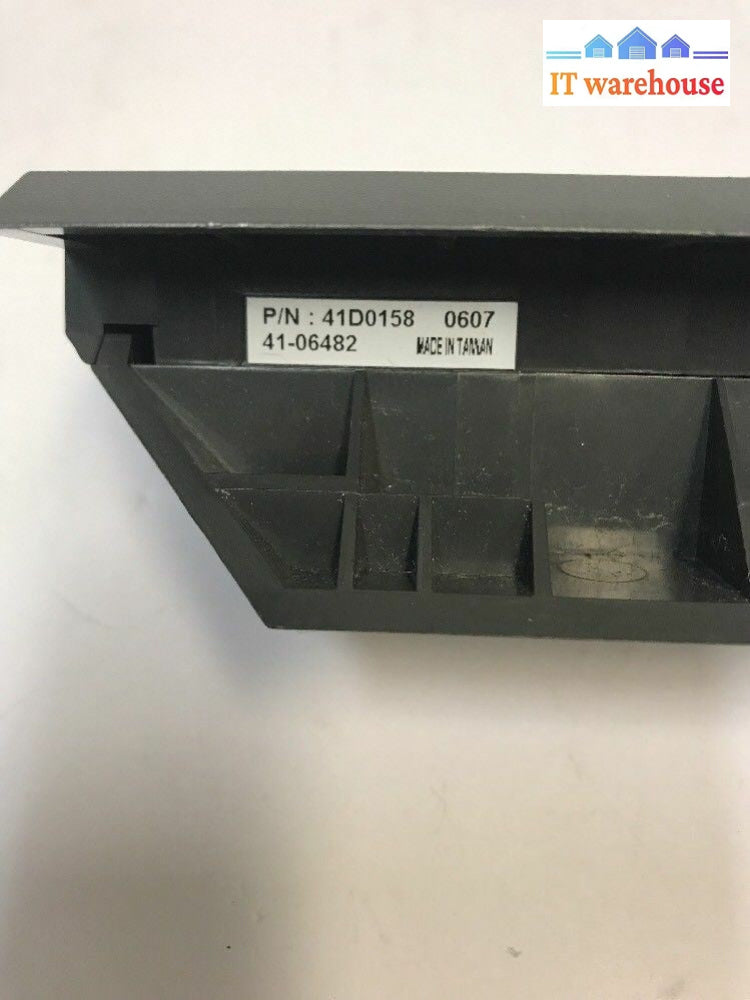 IT warehouse
P/N : 41D0158 0607
41-06482 MADE IN TAIWAN